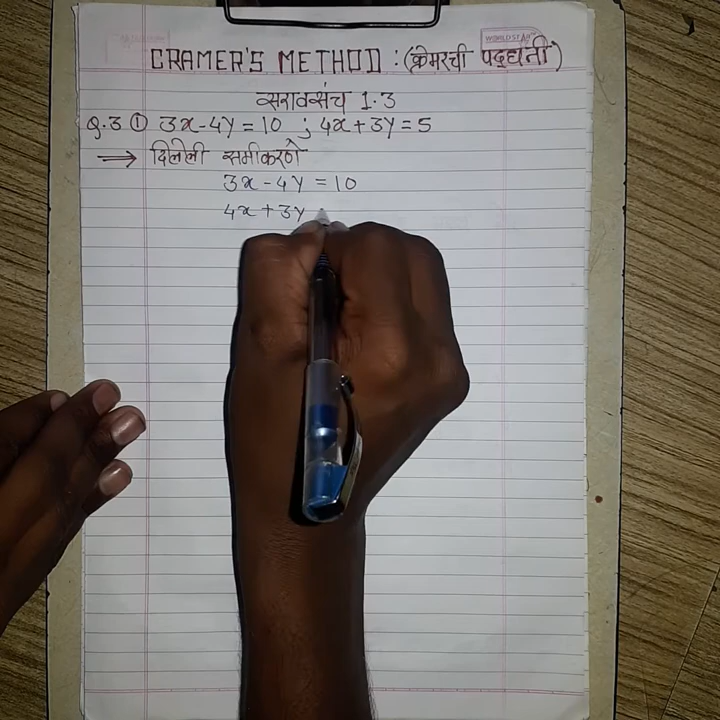 WORLDSTAR
CRAMER'S METHOD : (क्रेमरची पद्धती)
सरावसंच 1.3
Q.3 ① 3x-4y=10 ; 4x+3y=5
⇒ दिलेली समीकरणे
3x-4y=10
4x+3y